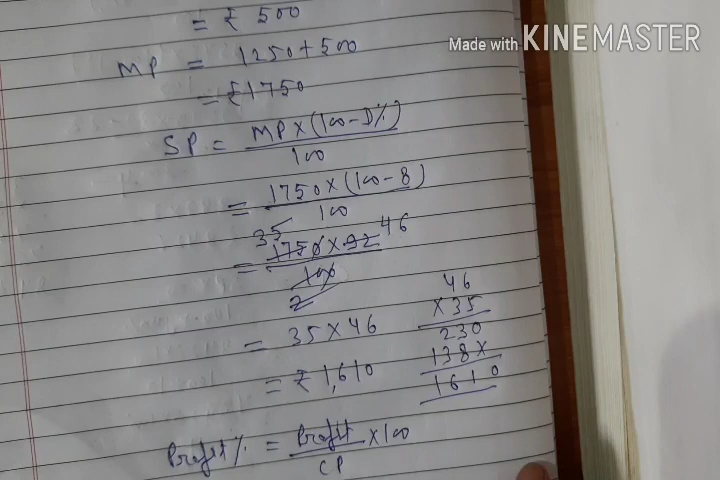 = ₹ 500
Made with KINEMASTER
MP = 1250 + 500
= ₹1750
SP = MP × (100 - D%)
100
= 1750 × (100 - 8)
100
35 46
= 1750 × 92
100
2
= 35 × 46
= ₹ 1,610
46
× 35
230
138×
1610
Profit % = Profit × 100
CP